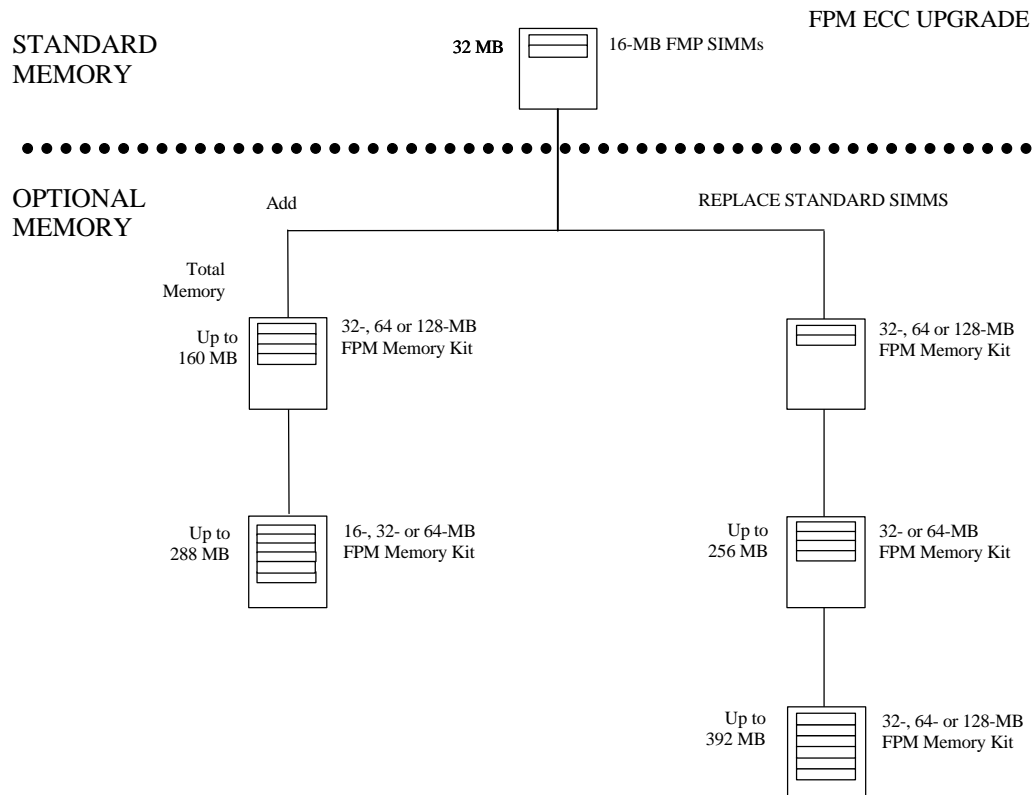 FPM ECC UPGRADE
STANDARD
MEMORY
32 MB
16-MB FMP SIMMs
OPTIONAL
MEMORY
Add
REPLACE STANDARD SIMMS
Total
Memory
Up to
160 MB
32-, 64 or 128-MB
FPM Memory Kit
32-, 64 or 128-MB
FPM Memory Kit
Up to
288 MB
16-, 32- or 64-MB
FPM Memory Kit
Up to
256 MB
32- or 64-MB
FPM Memory Kit
Up to
392 MB
32-, 64- or 128-MB
FPM Memory Kit